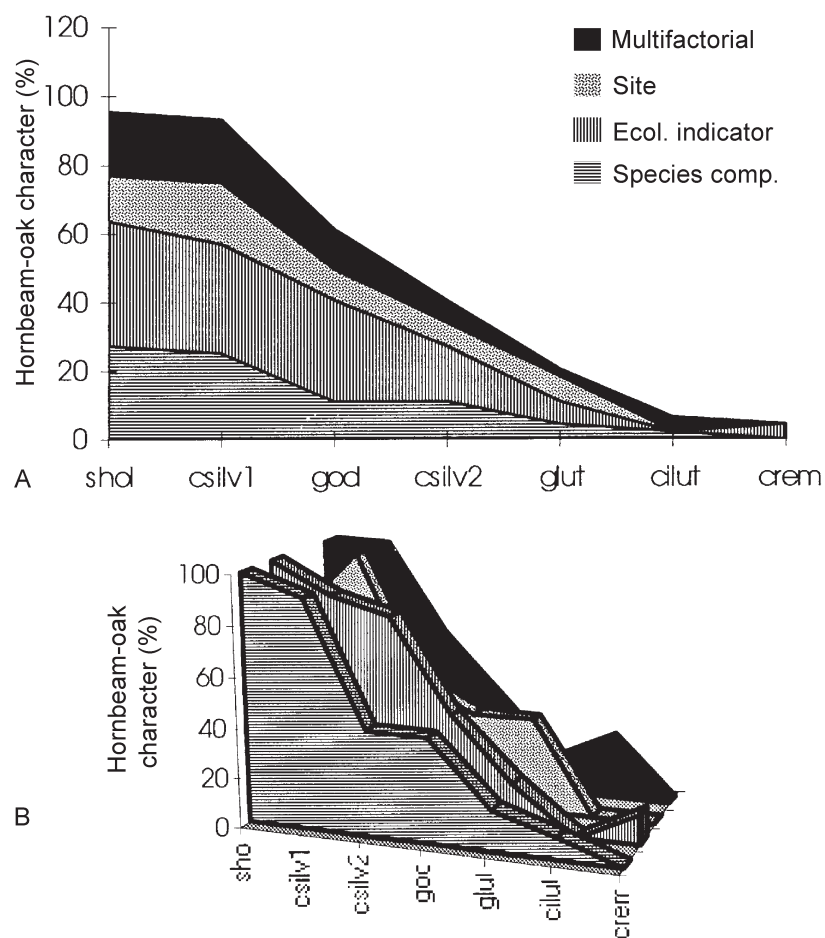 120
100
80
60
40
20
0
Hornbeam-oak character (%)
Multifactorial
Site
Ecol. indicator
Species comp.
A
shol csilv1 god csilv2 glut cilut crem
100
80
60
40
20
0
Hornbeam-oak
character (%)
B
sho csilv1 csilv2 goc glul cilul crerr